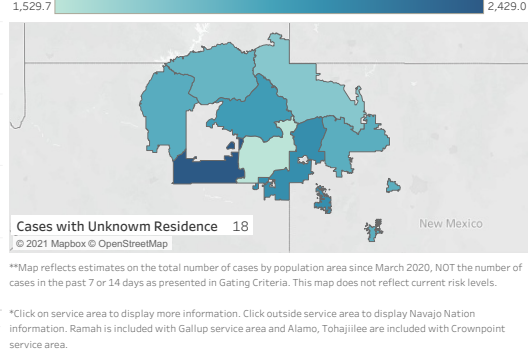 1,529.7 2,429.0
Cases with Unknowm Residence 18
New Mexico
© 2021 Mapbox © OpenStreetMap
**Map reflects estimates on the total number of cases by population area since March 2020, NOT the number of
cases in the past 7 or 14 days as presented in Gating Criteria. This map does not reflect current risk levels.
*Click on service area to display more information. Click outside service area to display Navajo Nation
information. Ramah is included with Gallup service area and Alamo, Tohajiilee are included with Crownpoint
service area.